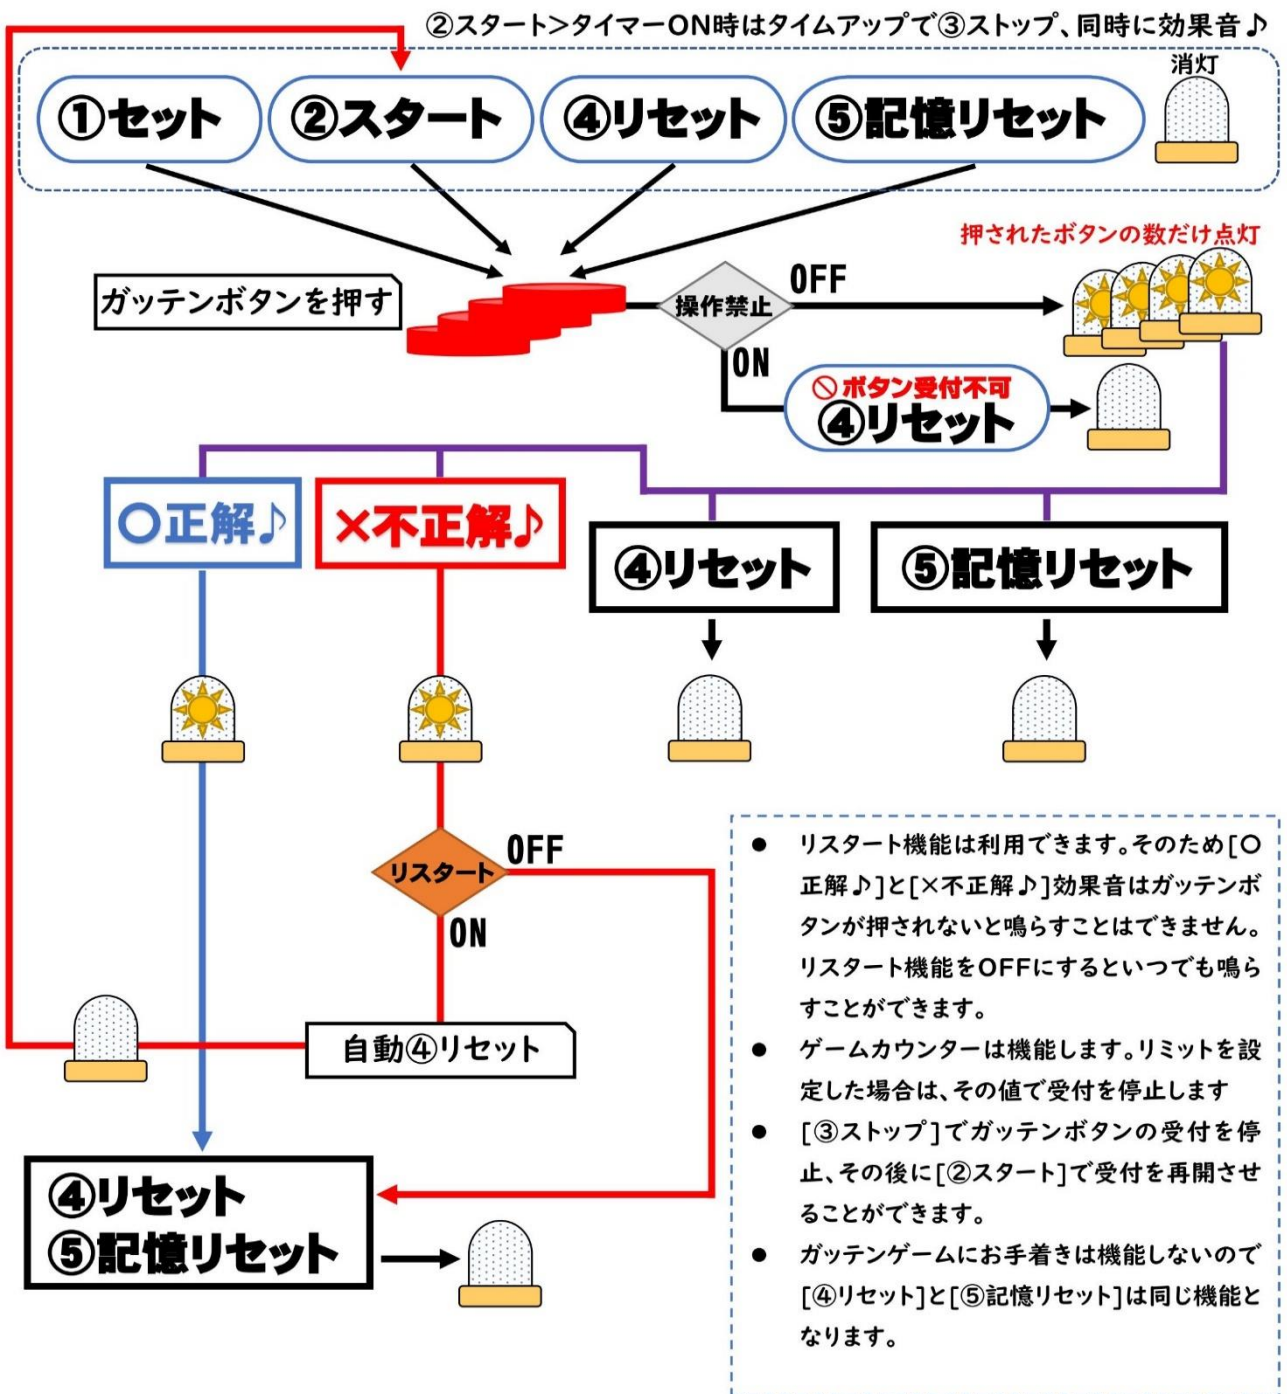 ②スタート>タイマーON時はタイムアップで③ストップ、同時に効果音♪
消灯
①セット
②スタート
④リセット
⑤記憶リセット
押されたボタンの数だけ点灯
ガッテンボタンを押す
操作禁止
OFF
ON
🚫ボタン受付不可
④リセット
〇正解♪
×不正解♪
④リセット
⑤記憶リセット
リスタート
OFF
ON
自動④リセット
④リセット
⑤記憶リセット
● リスタート機能は利用できます。そのため[〇
正解♪]と[×不正解♪]効果音はガッテンボ
タンが押されないと鳴らすことはできません。
リスタート機能をOFFにするといつでも鳴ら
すことができます。
● ゲームカウンターは機能します。リミットを設
定した場合は、その値で受付を停止します
● [③ストップ]でガッテンボタンの受付を停
止、その後に[②スタート]で受付を再開させ
ることができます。
● ガッテンゲームにお手着きは機能しないので
[④リセット]と[⑤記憶リセット]は同じ機能と
なります。